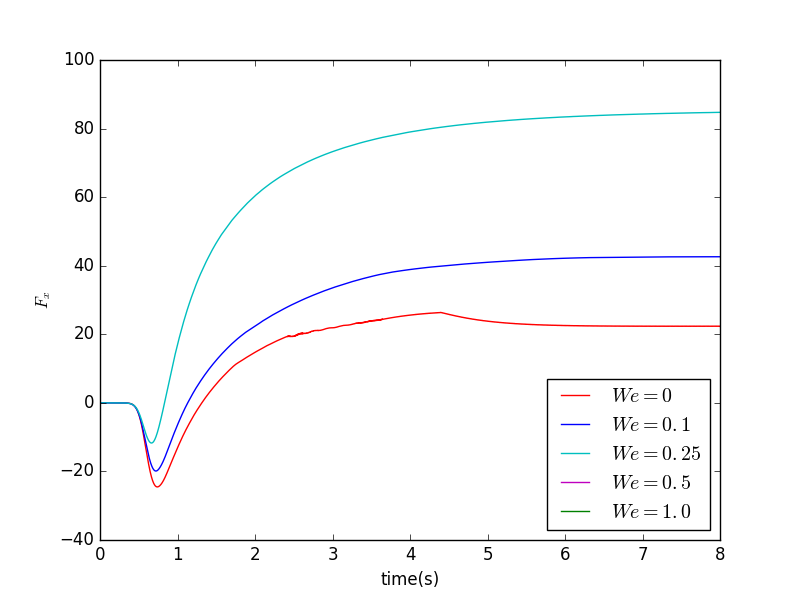 100
80
60
40
20
0
−20
−40
F_x
0 1 2 3 4 5 6 7 8
time(s)
We = 0
We = 0.1
We = 0.25
We = 0.5
We = 1.0